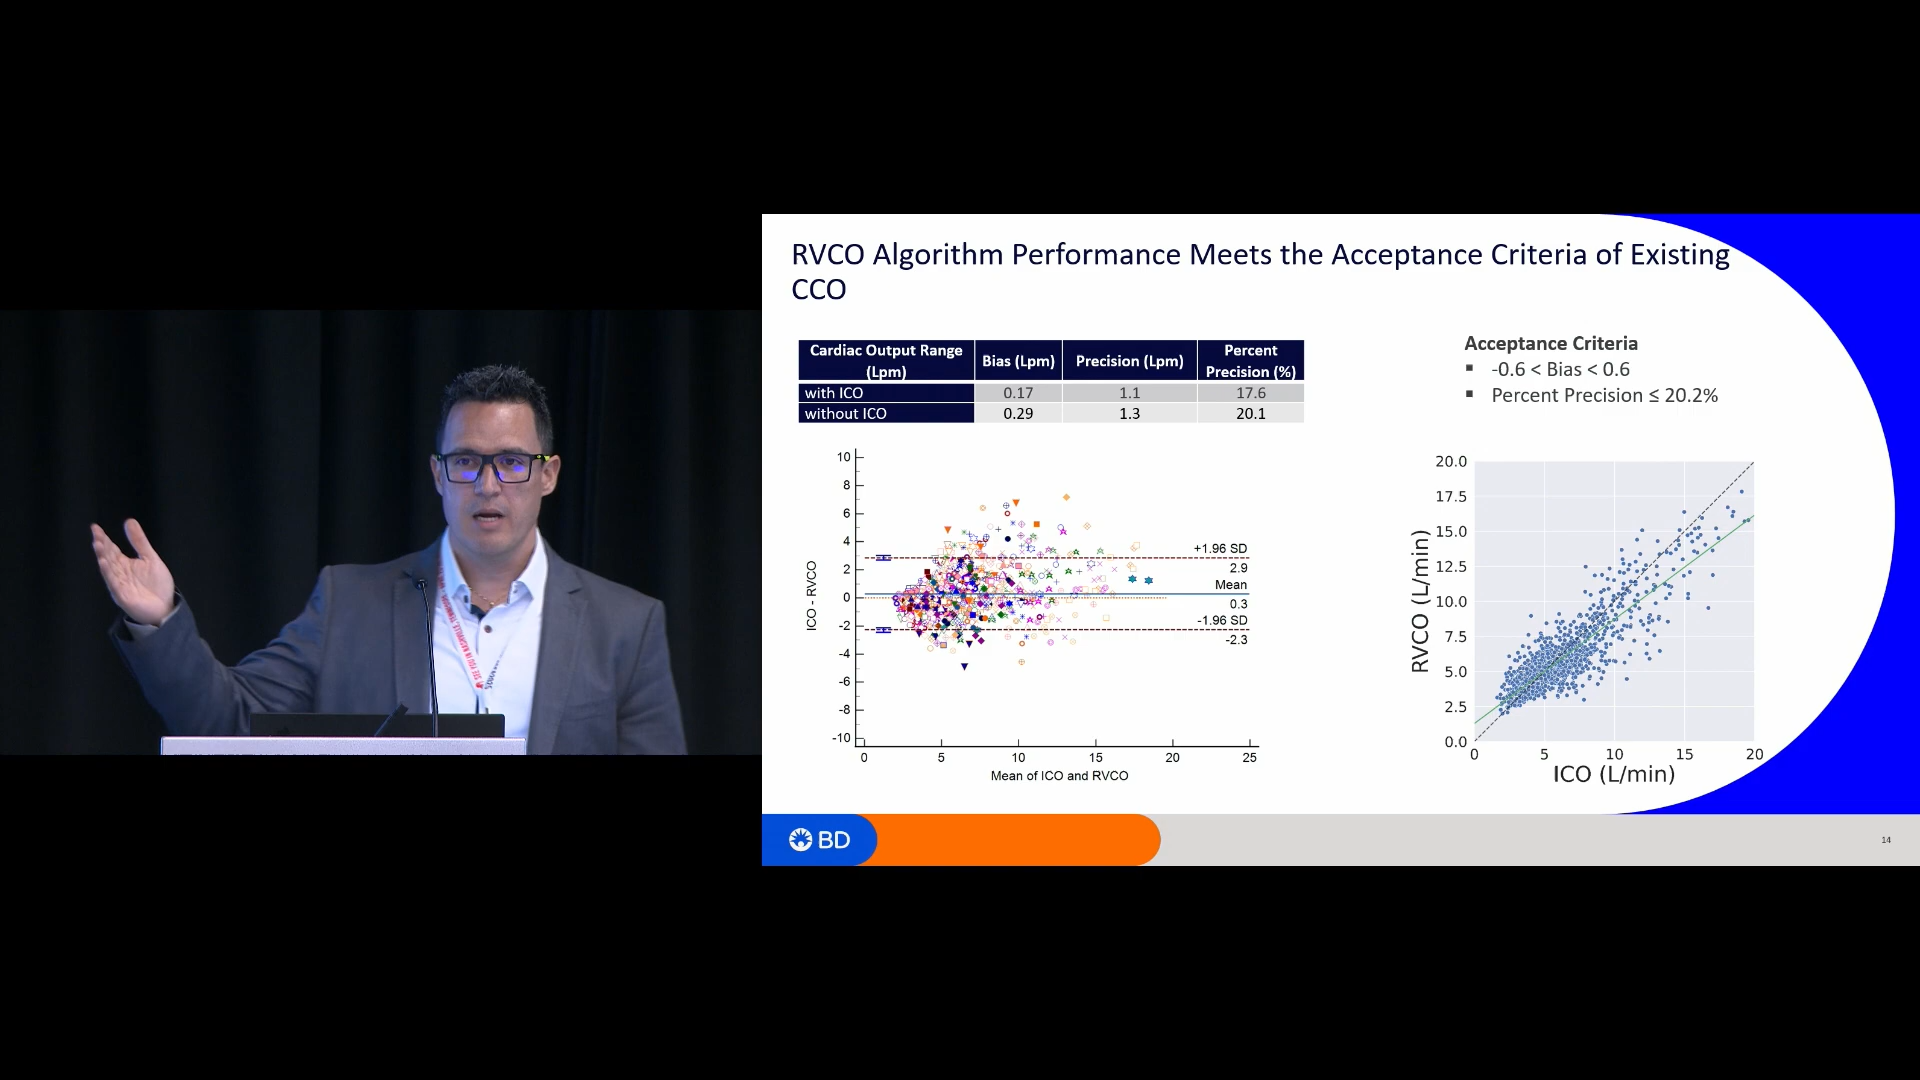 RVCO Algorithm Performance Meets the Acceptance Criteria of Existing
CCO
Cardiac Output Range
(Lpm)
Bias (Lpm)
Precision (Lpm)
Percent
Precision (%)
with ICO 0.17 1.1 17.6
without ICO 0.29 1.3 20.1
Acceptance Criteria
▪ -0.6 < Bias < 0.6
▪ Percent Precision ≤ 20.2%
10
8
6
4
2
0
-2
-4
-6
-8
-10
ICO - RVCO
+1.96 SD
2.9
Mean
0.3
-1.96 SD
-2.3
0 5 10 15 20 25
Mean of ICO and RVCO
20.0
17.5
15.0
12.5
10.0
7.5
5.0
2.5
0.0
RVCO (L/min)
0 5 10 15 20
ICO (L/min)
BD
14